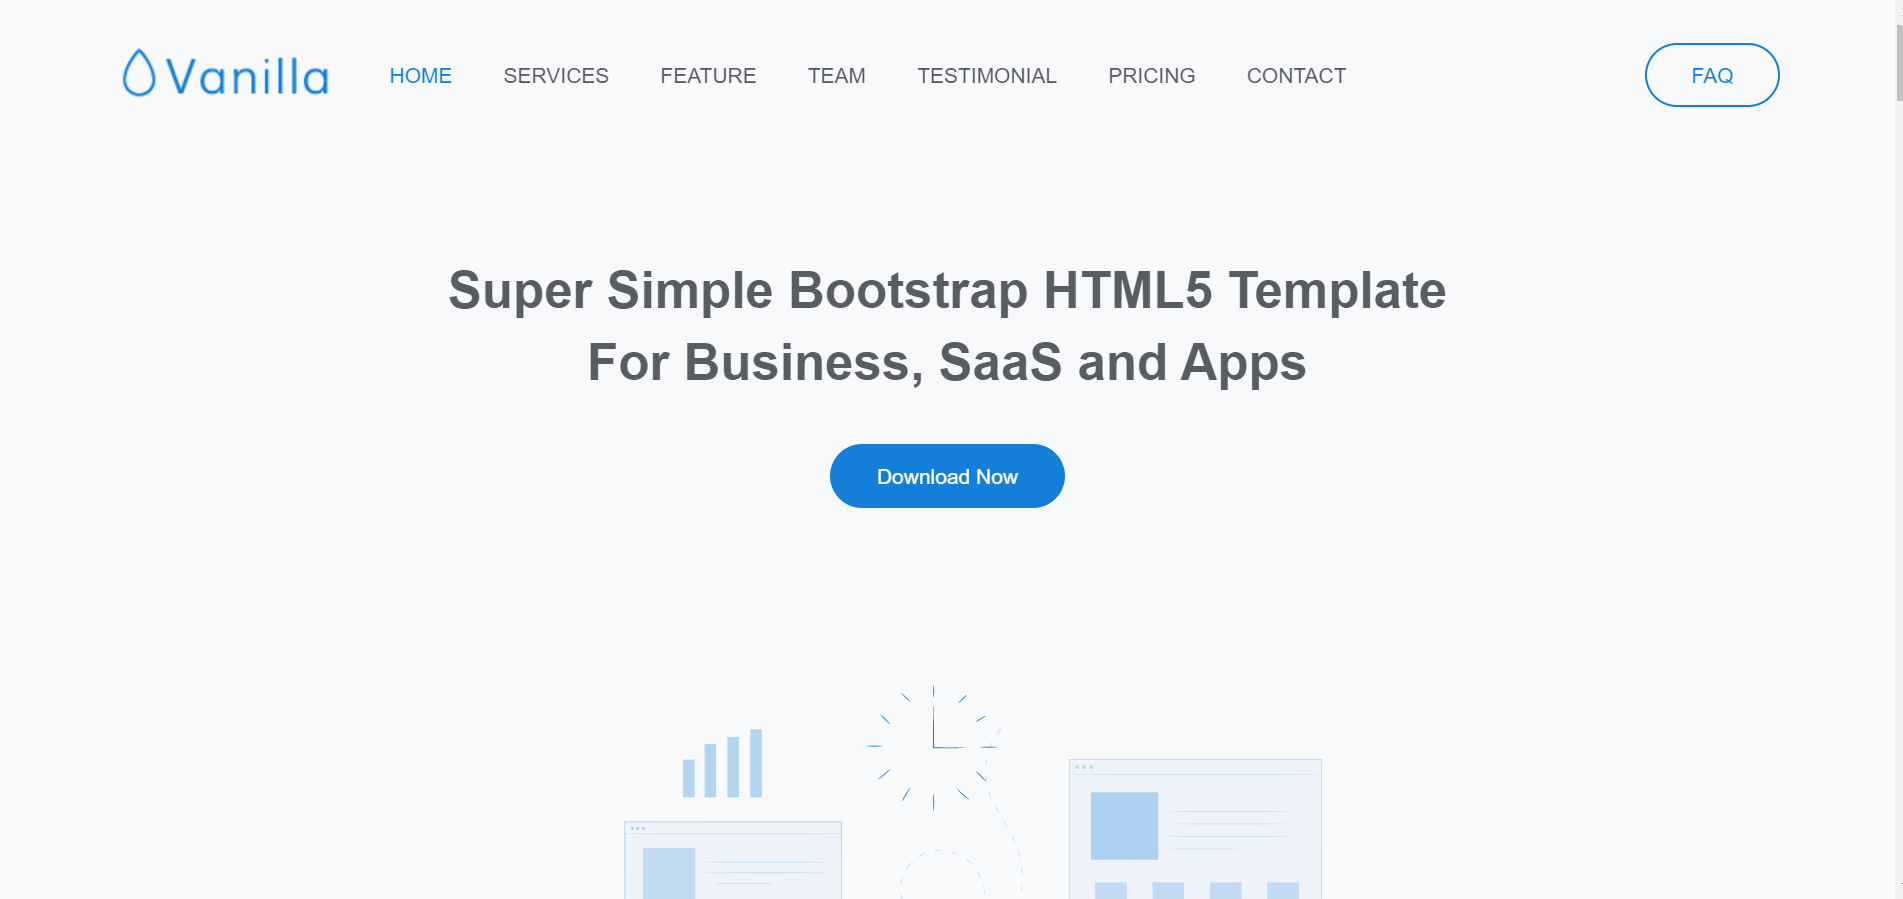 Vanilla HOME SERVICES FEATURE TEAM TESTIMONIAL PRICING CONTACT FAQ
Super Simple Bootstrap HTML5 Template
For Business, SaaS and Apps
Download Now